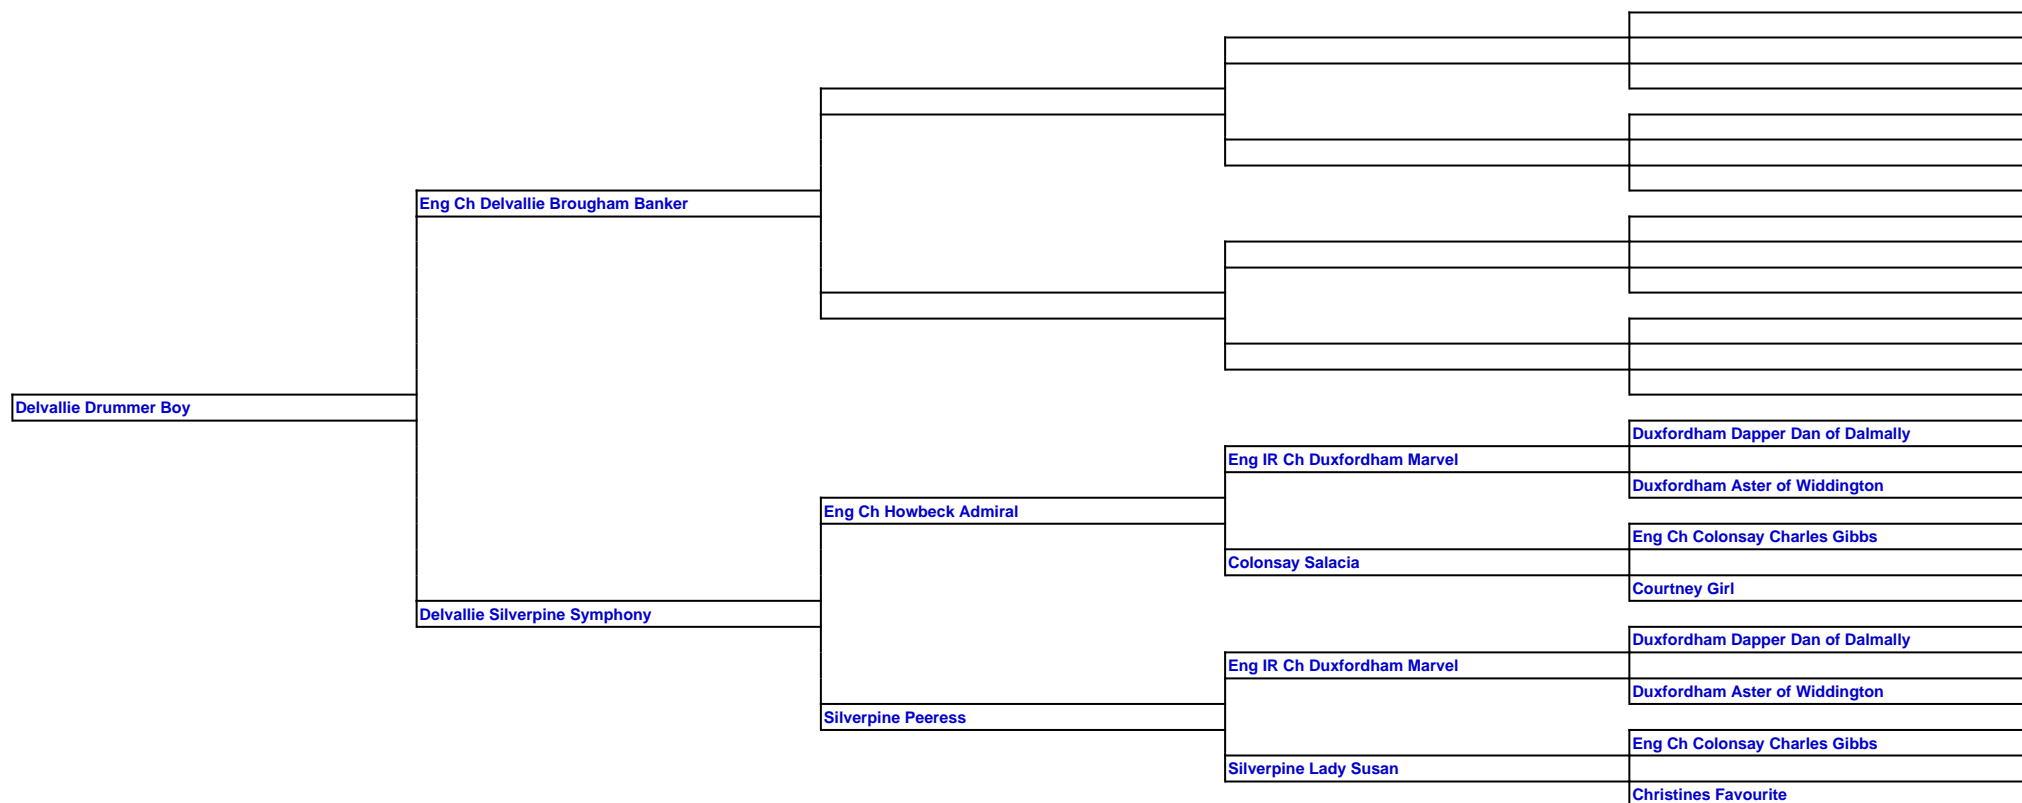 Eng Ch Delvallie Brougham Banker
Delvallie Drummer Boy
Duxfordham Dapper Dan of Dalmally
Eng IR Ch Duxfordham Marvel
Duxfordham Aster of Widdington
Eng Ch Howbeck Admiral
Eng Ch Colonsay Charles Gibbs
Colonsay Salacia
Courtney Girl
Delvallie Silverpine Symphony
Duxfordham Dapper Dan of Dalmally
Eng IR Ch Duxfordham Marvel
Duxfordham Aster of Widdington
Silverpine Peeress
Eng Ch Colonsay Charles Gibbs
Silverpine Lady Susan
Christines Favourite